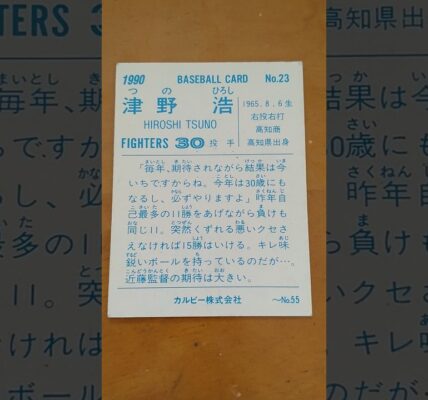 1990 BASEBALL CARD No.23
つ の ひろし
津野 浩
HIROSHI TSUNO
FIGHTERS 30 投手
1965.8.6生
右投右打
高知商
高知県出身
「毎年、期待されながら結果は今
いちですからね。今年は30歳にも
なるし、必ずやりますよ」昨年自
己最多の11勝をあげながら負けも
同じ11。突然くずれる悪いクセさ
えなければ15勝はいける。キレ味
鋭いボールを持っているのだが…。
近藤監督の期待は大きい。
カルビー株式会社 〜No.55